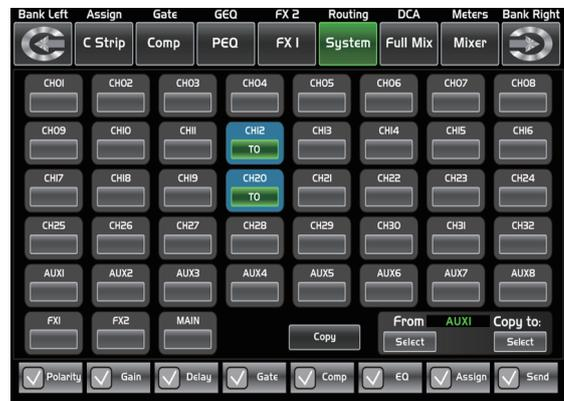 Bank Left Assign Gate GEQ FX 2 Routing DCA Meters Bank Right
C Strip Comp PEQ FX 1 System Full Mix Mixer
CH01 CH02 CH03 CH04 CH05 CH06 CH07 CH08
CH09 CH10 CH11 CH12 CH13 CH14 CH15 CH16
TO
CH17 CH18 CH19 CH20 CH21 CH22 CH23 CH24
TO
CH25 CH26 CH27 CH28 CH29 CH30 CH31 CH32
AUX1 AUX2 AUX3 AUX4 AUX5 AUX6 AUX7 AUX8
FX1 FX2 MAIN From AUX1 Copy to:
Copy Select Select
Polarity Gain Delay Gate Comp EQ Assign Send